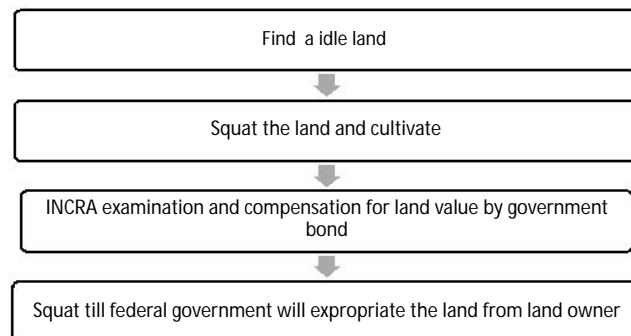 Find a idle land
Squat the land and cultivate
INCRA examination and compensation for land value by government
bond
Squat till federal government will expropriate the land from land owner